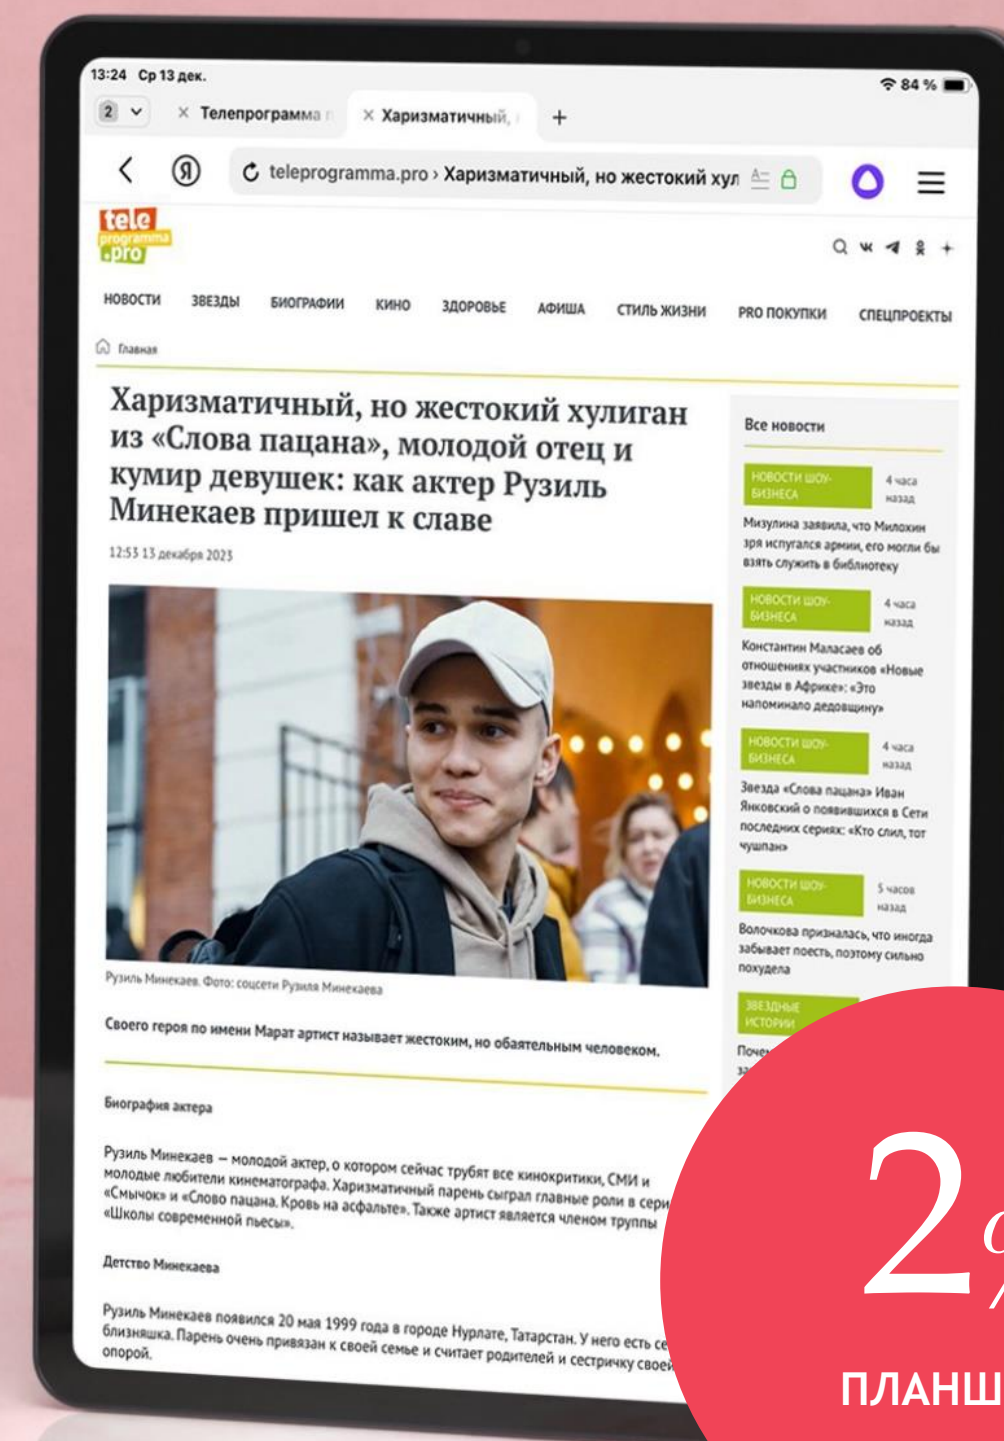 13:24 Ср 13 дек.
84 %
2
× Телепрограмма
× Харизматичный,
+
Я
teleprogramma.pro › Харизматичный, но жестокий хул
tele
programma
.pro
НОВОСТИ ЗВЕЗДЫ БИОГРАФИИ КИНО ЗДОРОВЬЕ АФИША СТИЛЬ ЖИЗНИ PRO ПОКУПКИ СПЕЦПРОЕКТЫ
Главная
Харизматичный, но жестокий хулиган
из «Слова пацана», молодой отец и
кумир девушек: как актер Рузиль
Минекаев пришел к славе
12:53 13 декабря 2023
Рузиль Минекаев. Фото: соцсети Рузиля Минекаева
Своего героя по имени Марат артист называет жестоким, но обаятельным человеком.
Биография актера
Рузиль Минекаев — молодой актер, о котором сейчас трубят все кинокритики, СМИ и
молодые любители кинематографа. Харизматичный парень сыграл главные роли в сери
«Смычок» и «Слово пацана. Кровь на асфальте». Также артист является членом труппы
«Школы современной пьесы».
Детство Минекаева
Рузиль Минекаев появился 20 мая 1999 года в городе Нурлате, Татарстан. У него есть се
близняшка. Парень очень привязан к своей семье и считает родителей и сестричку своей
опорой.
Все новости
НОВОСТИ ШОУ-
БИЗНЕСА
4 часа
назад
Мизулина заявила, что Милохин
зря испугался армии, его могли бы
взять служить в библиотеку
НОВОСТИ ШОУ-
БИЗНЕСА
4 часа
назад
Константин Маласаев об
отношениях участников «Новые
звезды в Африке»: «Это
напоминало дедовщину»
НОВОСТИ ШОУ-
БИЗНЕСА
4 часа
назад
Звезда «Слова пацана» Иван
Янковский о появившихся в Сети
последних сериях: «Кто слил, тот
чушпан»
НОВОСТИ ШОУ-
БИЗНЕСА
5 часов
назад
Волочкова призналась, что иногда
забывает поесть, поэтому сильно
похудела
ЗВЕЗДНЫЕ
ИСТОРИИ
Поче
2%
ПЛАНШ